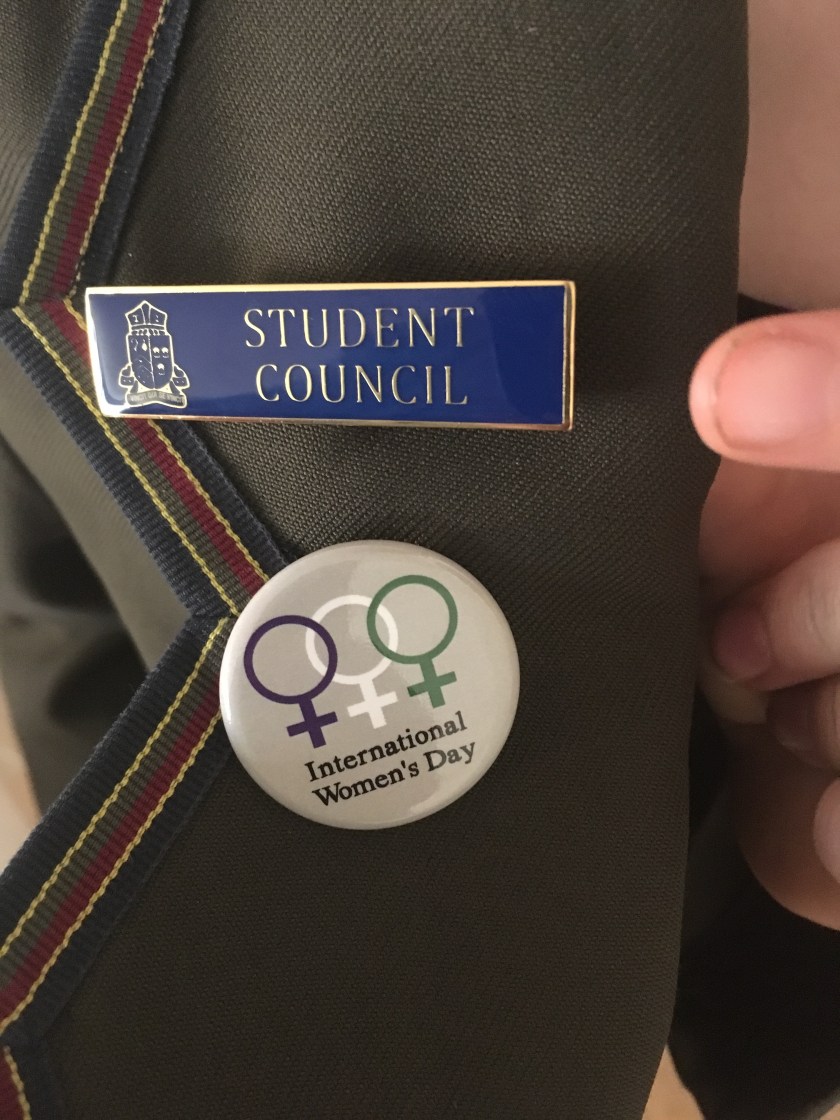 STUDENT
COUNCIL
International
Women's Day